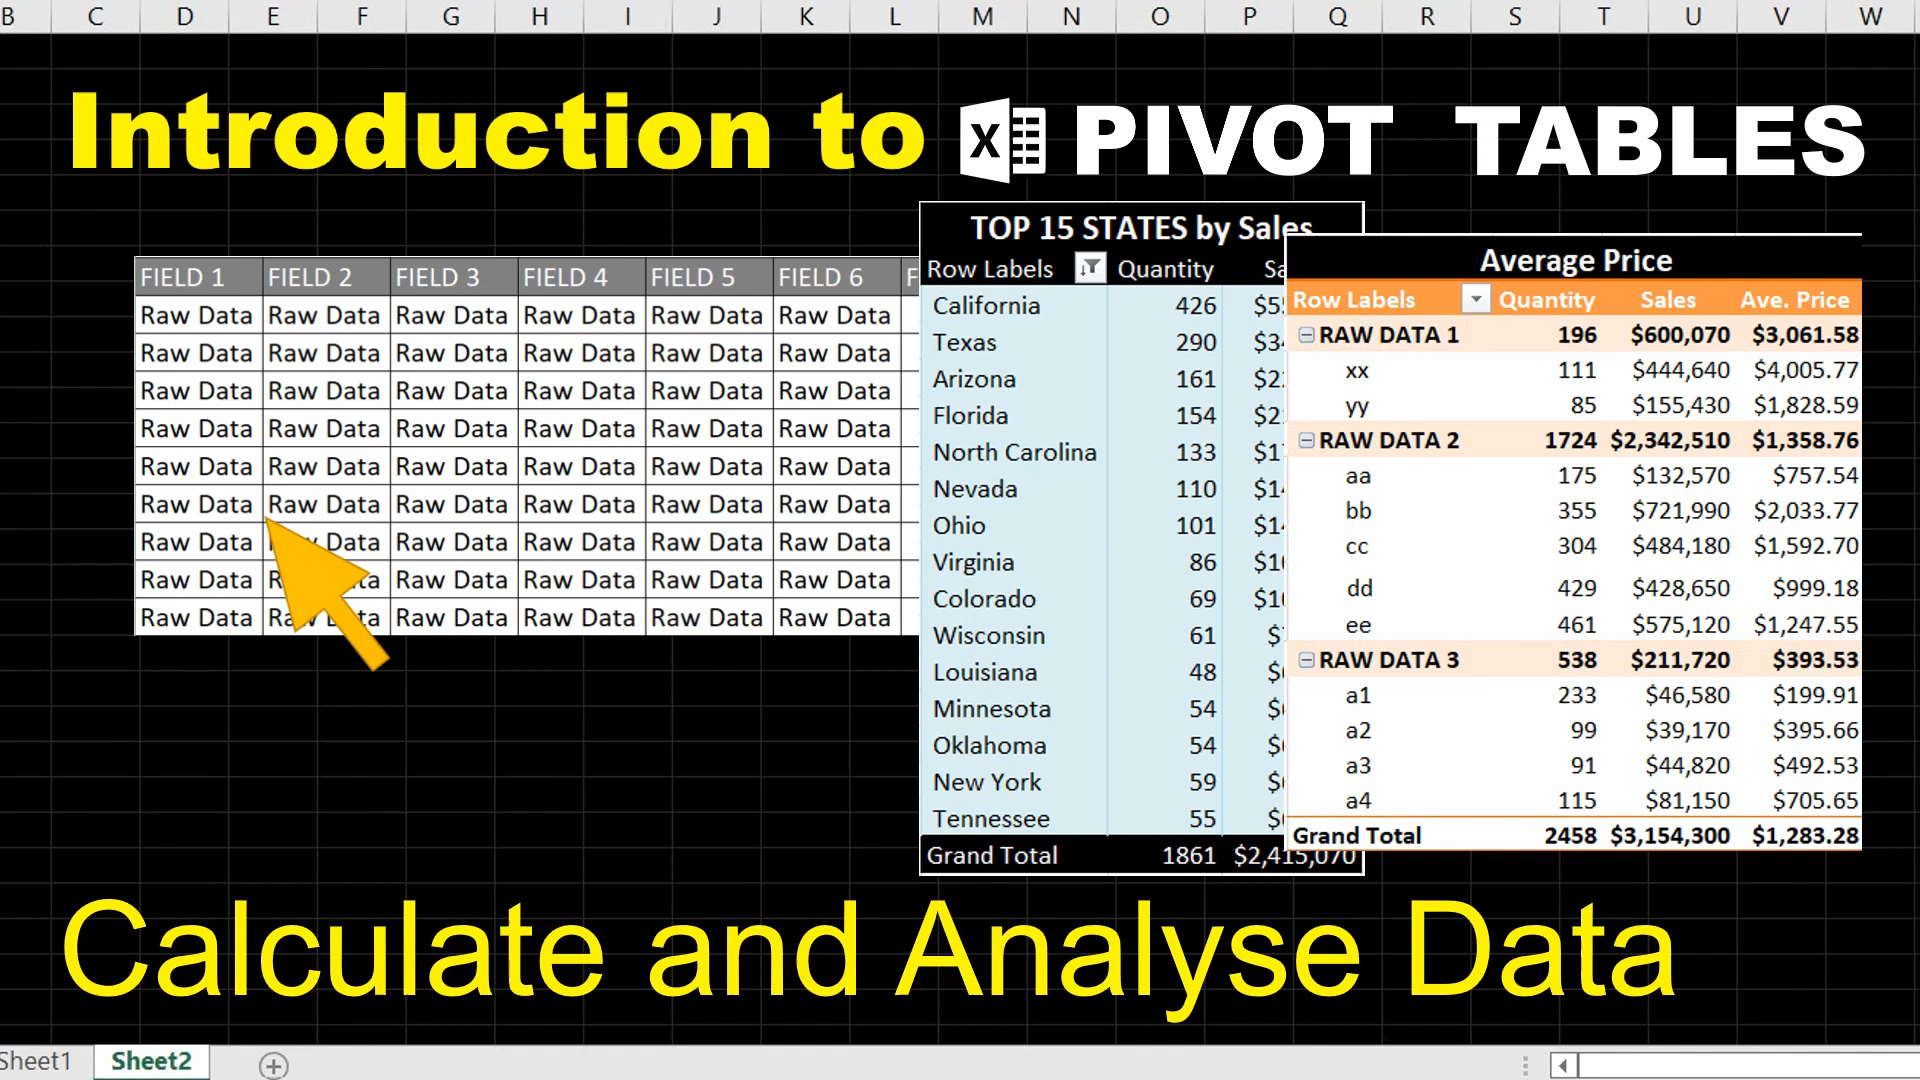 B C D E F G H I J K L M N O P Q R S T U V W
Introduction to X PIVOT TABLES
FIELD 1 FIELD 2 FIELD 3 FIELD 4 FIELD 5 FIELD 6 F
Raw Data Raw Data Raw Data Raw Data Raw Data Raw Data
Raw Data Raw Data Raw Data Raw Data Raw Data Raw Data
Raw Data Raw Data Raw Data Raw Data Raw Data Raw Data
Raw Data Raw Data Raw Data Raw Data Raw Data Raw Data
Raw Data Raw Data Raw Data Raw Data Raw Data Raw Data
Raw Data Raw Data Raw Data Raw Data Raw Data Raw Data
Raw Data Data Raw Data Raw Data Raw Data Raw Data
Raw Data Raw Data Raw Data Raw Data Raw Data
Raw Data Raw Data Raw Data Raw Data Raw Data
TOP 15 STATES by Sales
Row Labels Quantity
California 426
Texas 290
Arizona 161
Florida 154
North Carolina 133
Nevada 110
Ohio 101
Virginia 86
Colorado 69
Wisconsin 61
Louisiana 48
Minnesota 54
Oklahoma 54
New York 59
Tennessee 55
Grand Total 1861 $2,415,070
Average Price
Row Labels Quantity Sales Ave. Price
RAW DATA 1 196 $600,070 $3,061.58
xx 111 $444,640 $4,005.77
yy 85 $155,430 $1,828.59
RAW DATA 2 1724 $2,342,510 $1,358.76
aa 175 $132,570 $757.54
bb 355 $721,990 $2,033.77
cc 304 $484,180 $1,592.70
dd 429 $428,650 $999.18
ee 461 $575,120 $1,247.55
RAW DATA 3 538 $211,720 $393.53
a1 233 $46,580 $199.91
a2 99 $39,170 $395.66
a3 91 $44,820 $492.53
a4 115 $81,150 $705.65
Grand Total 2458 $3,154,300 $1,283.28
Calculate and Analyse Data
Sheet1 Sheet2